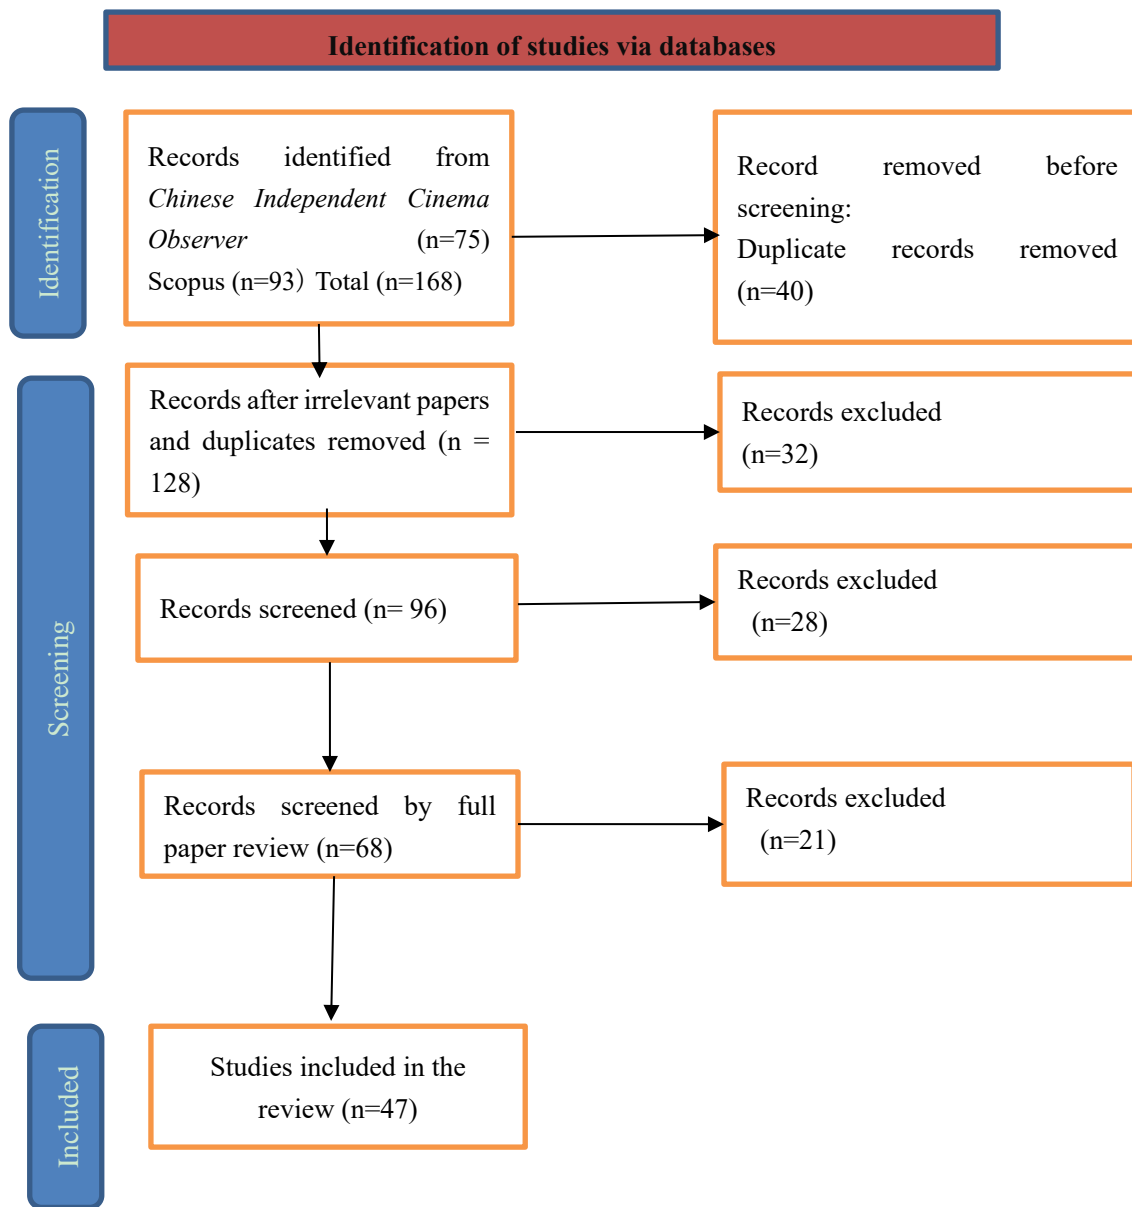 Identification of studies via databases
Identification
Records identified from
Chinese Independent Cinema
Observer (n=75)
Scopus (n=93）Total (n=168)
Record removed before
screening:
Duplicate records removed
(n=40)
Screening
Records after irrelevant papers
and duplicates removed (n =
128)
Records excluded
(n=32)
Records screened (n= 96)
Records excluded
(n=28)
Records screened by full
paper review (n=68)
Records excluded
(n=21)
Included
Studies included in the
review (n=47)